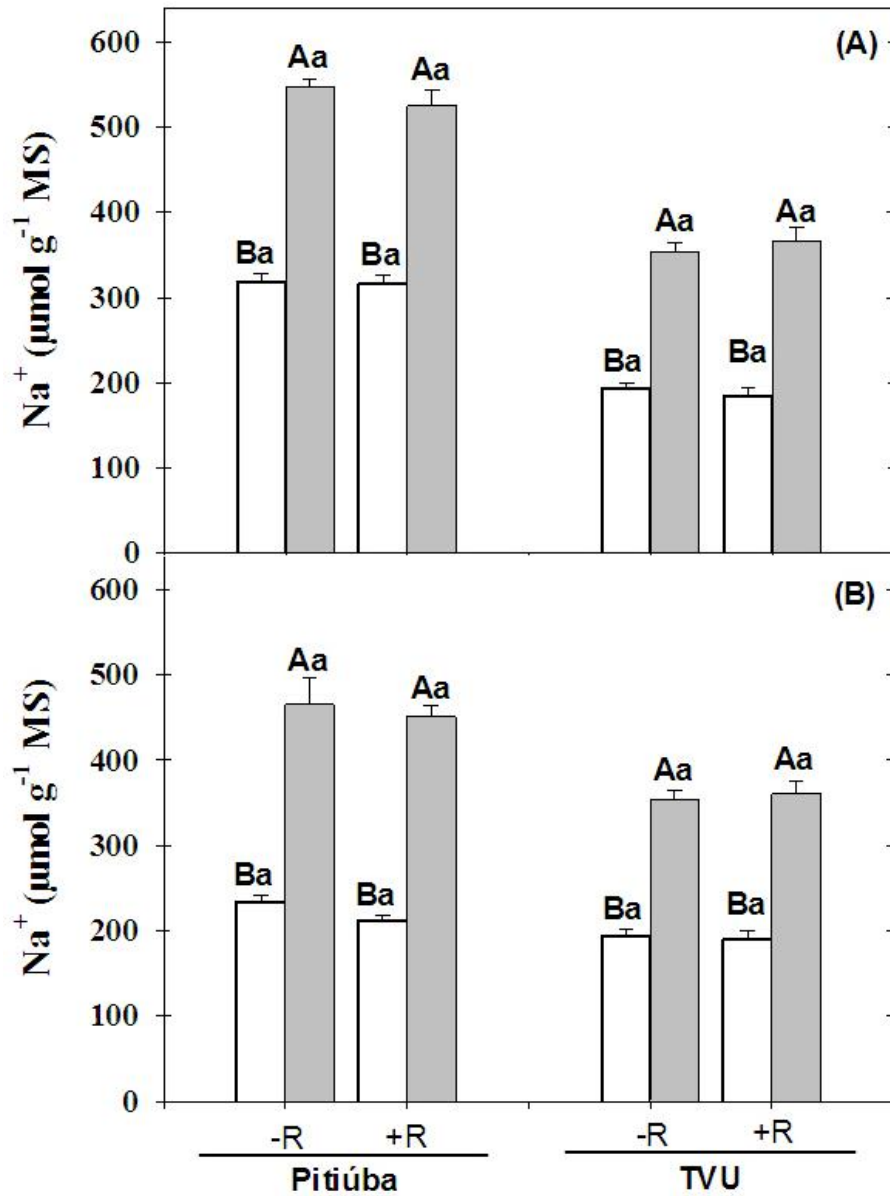 600
(A)
Aa
Aa
500
400
Aa
Aa
Ba
Ba
300
Ba
Ba
200
100
0
Na⁺ (µmol g⁻¹ MS)
600
(B)
Aa
Aa
500
400
Aa
Aa
300
Ba
Ba
Ba
Ba
200
100
0
Na⁺ (µmol g⁻¹ MS)
-R +R -R +R
Pitiúba TVU